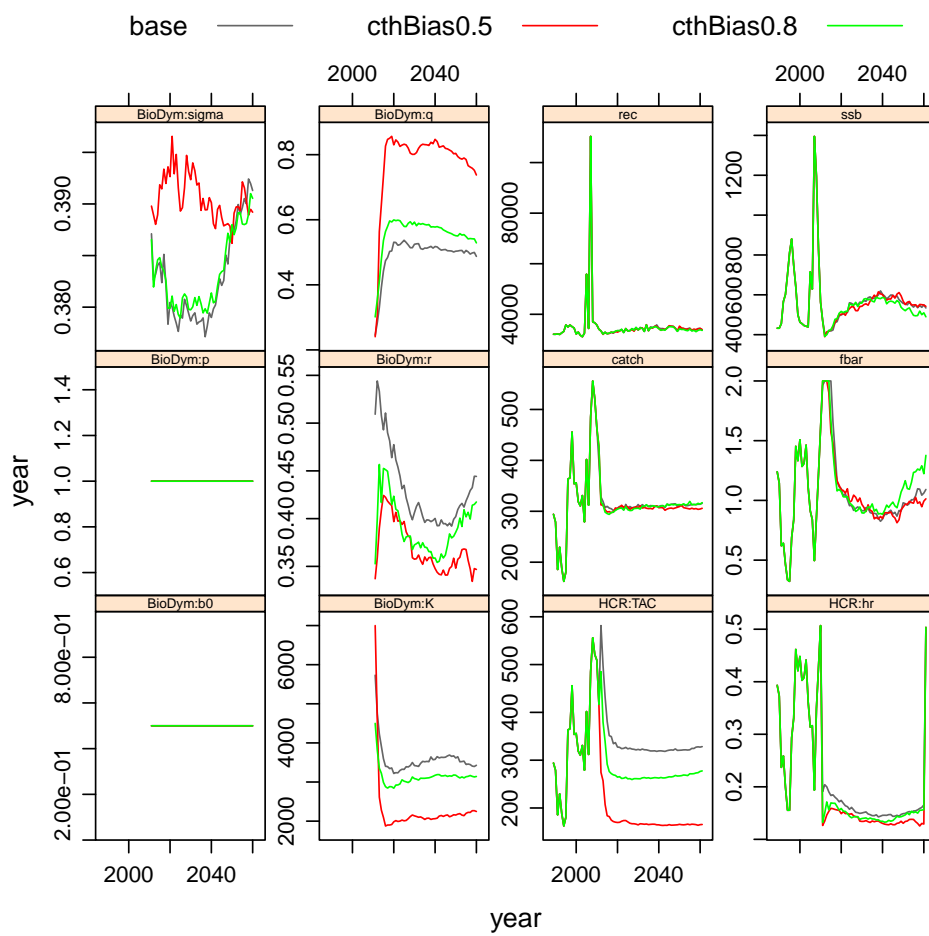 base cthBias0.5 cthBias0.8
2000 2040 2000 2040
BioDym:sigma BioDym:q rec ssb
0.380 0.390
0.4 0.6 0.8
40000 80000
400 600 800 1200
BioDym:p BioDym:r catch fbar
0.6 0.8 1.0 1.2 1.4
0.35 0.40 0.45 0.50 0.55
200 300 400 500
0.5 1.0 1.5 2.0
BioDym:b0 BioDym:K HCR:TAC HCR:hr
2.00e-01 8.00e-01
2000 4000 6000
200 300 400 500 600
0.2 0.3 0.4 0.5
2000 2040 2000 2040
year
year